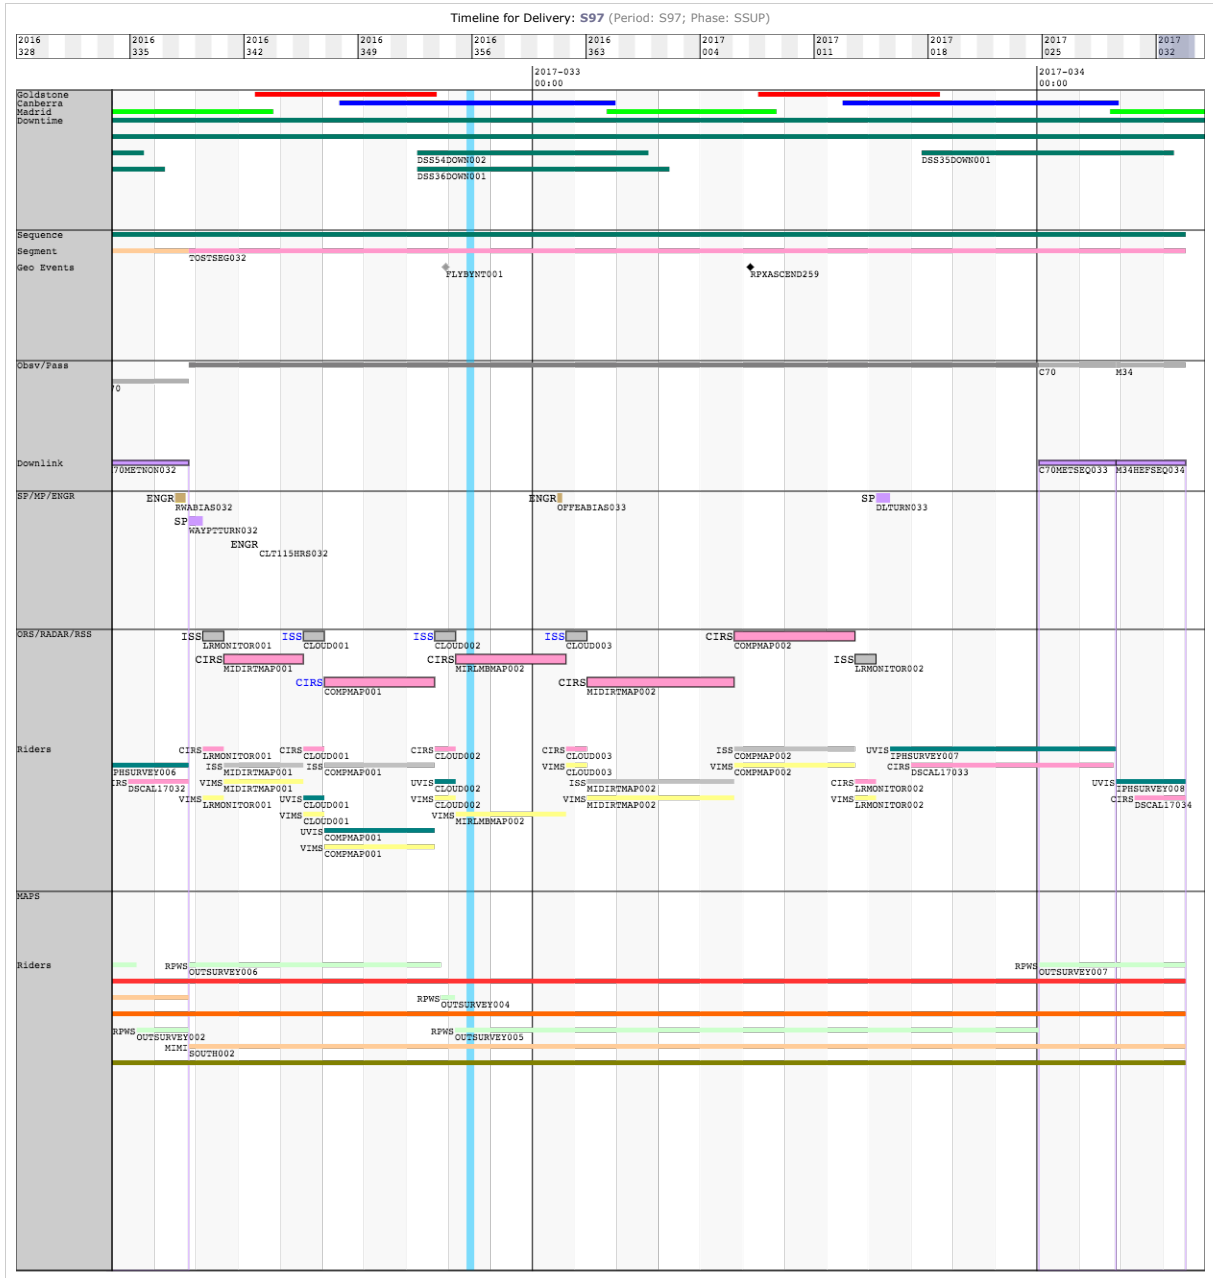 Timeline for Delivery: S97 (Period: S97; Phase: SSUP)
2016 2016 2016 2016 2016 2016 2017 2017 2017 2017 2017
328 335 342 349 356 363 004 011 018 025 032
2017-033 2017-034
00:00 00:00
Goldstone
Canberra
Madrid
Downtime
DSS54DOWN002 DSS35DOWN001
DSS36DOWN001
Sequence
Segment
TOSTSEG032
Geo Events
FLYBYNT001 RPXASCEND259
Obsv/Pass
C70 M34
70
Downlink
70METNON032 C70METSEQ033 M34HEFSEQ034
SP/MP/ENGR
ENGR ENGR SP
RWABIAS032 OFFEABIAS033 DLTURN033
SP
WAYPTTURN032
ENGR
CLT115HRS032
ORS/RADAR/RSS
ISS ISS ISS ISS CIRS
LRMONITOR001 CLOUD001 CLOUD002 CLOUD003 COMPMAP002
CIRS CIRS ISS
MIDIRTMAP001 MIRLMBMAP002 LRMONITOR002
CIRS CIRS
COMPMAP001 MIDIRTMAP002
Riders
CIRS CIRS CIRS CIRS ISS UVIS
LRMONITOR001 CLOUD001 CLOUD002 CLOUD003 COMPMAP002 IPHSURVEY007
ISS ISS VIMS VIMS CIRS
PHSURVEY006 MIDIRTMAP001 COMPMAP001 CLOUD003 COMPMAP002 DSCAL17033
IRS VIMS UVIS ISS CIRS UVIS
DSCAL17032 MIDIRTMAP001 CLOUD002 MIDIRTMAP002 LRMONITOR002 IPHSURVEY008
VIMS UVIS VIMS VIMS VIMS CIRS
LRMONITOR001 CLOUD001 CLOUD002 MIDIRTMAP002 LRMONITOR002 DSCAL17034
VIMS VIMS
CLOUD001 MIRLMBMAP002
UVIS
COMPMAP001
VIMS
COMPMAP001
MAPS
Riders
RPWS RPWS
OUTSURVEY006 OUTSURVEY007
RPWS
OUTSURVEY004
RPWS RPWS
OUTSURVEY002 OUTSURVEY005
MIMI
SOUTH002